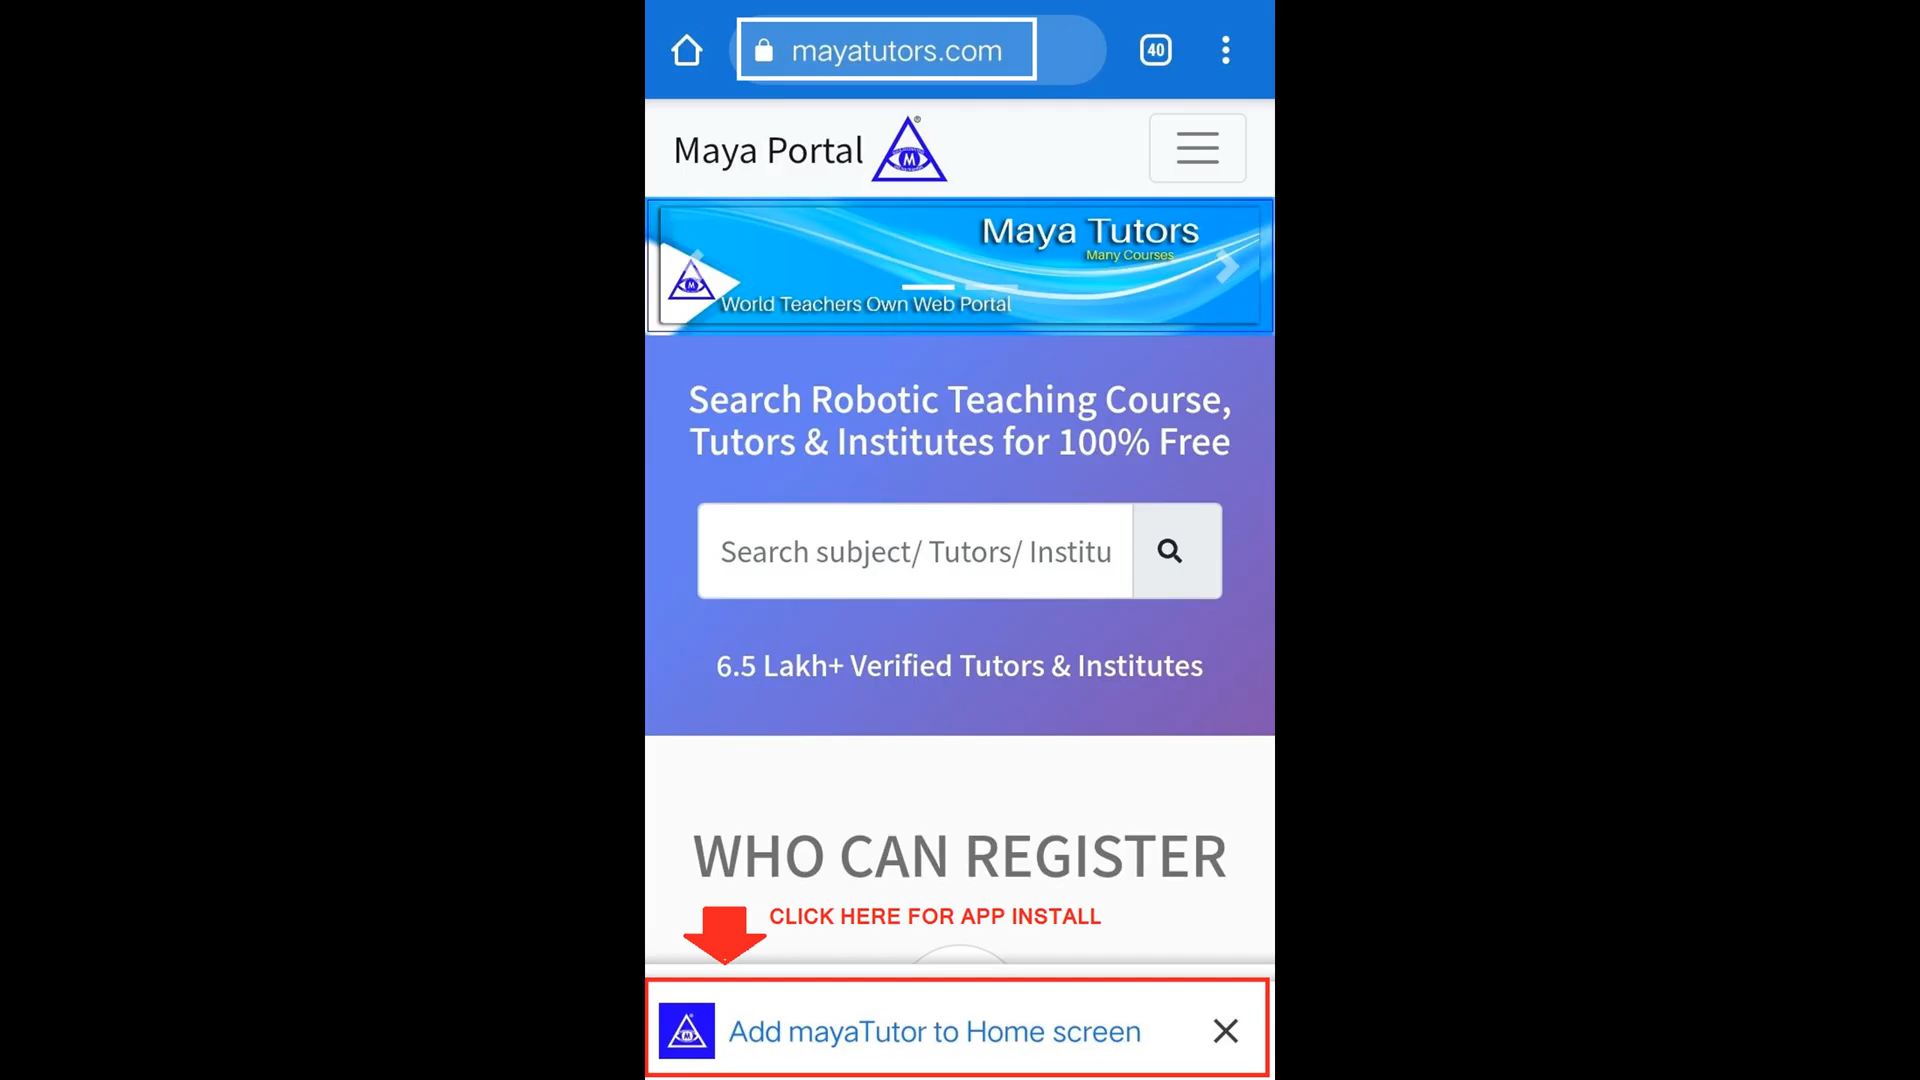 mayatutors.com
40
Maya Portal
®
M
Maya Tutors
Many Courses
M
World Teachers Own Web Portal
Search Robotic Teaching Course,
Tutors & Institutes for 100% Free
Search subject/ Tutors/ Institu
6.5 Lakh+ Verified Tutors & Institutes
WHO CAN REGISTER
CLICK HERE FOR APP INSTALL
M
Add mayaTutor to Home screen